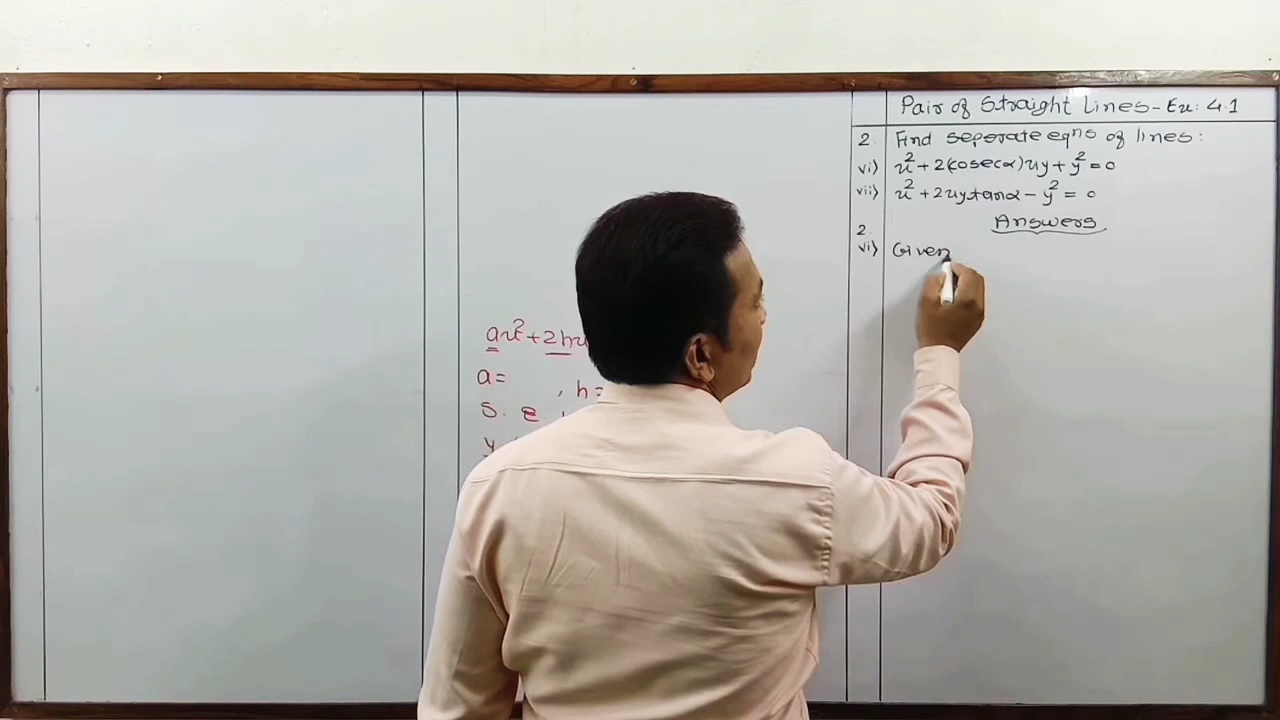 ax² + 2hx
a=
, h=
S.
y
Pair of Straight Lines - Ex: 4.1
2. Find seperate eqns of lines:
vi) x² + 2(cosecα)xy + y² = 0
vii) x² + 2xytanα - y² = 0
Answers
2.
vi) Given